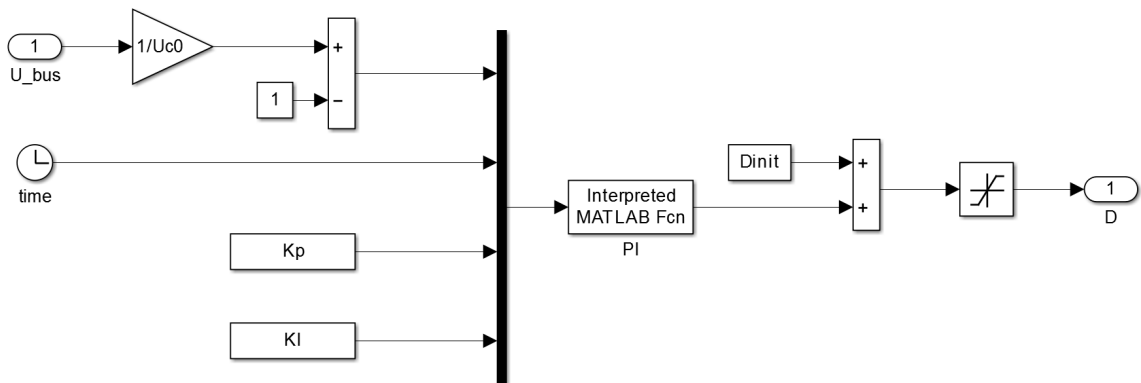 1
U_bus
1/Uc0
+
1
−
time
Kp
KI
Interpreted
MATLAB Fcn
PI
Dinit
+
+
1
D